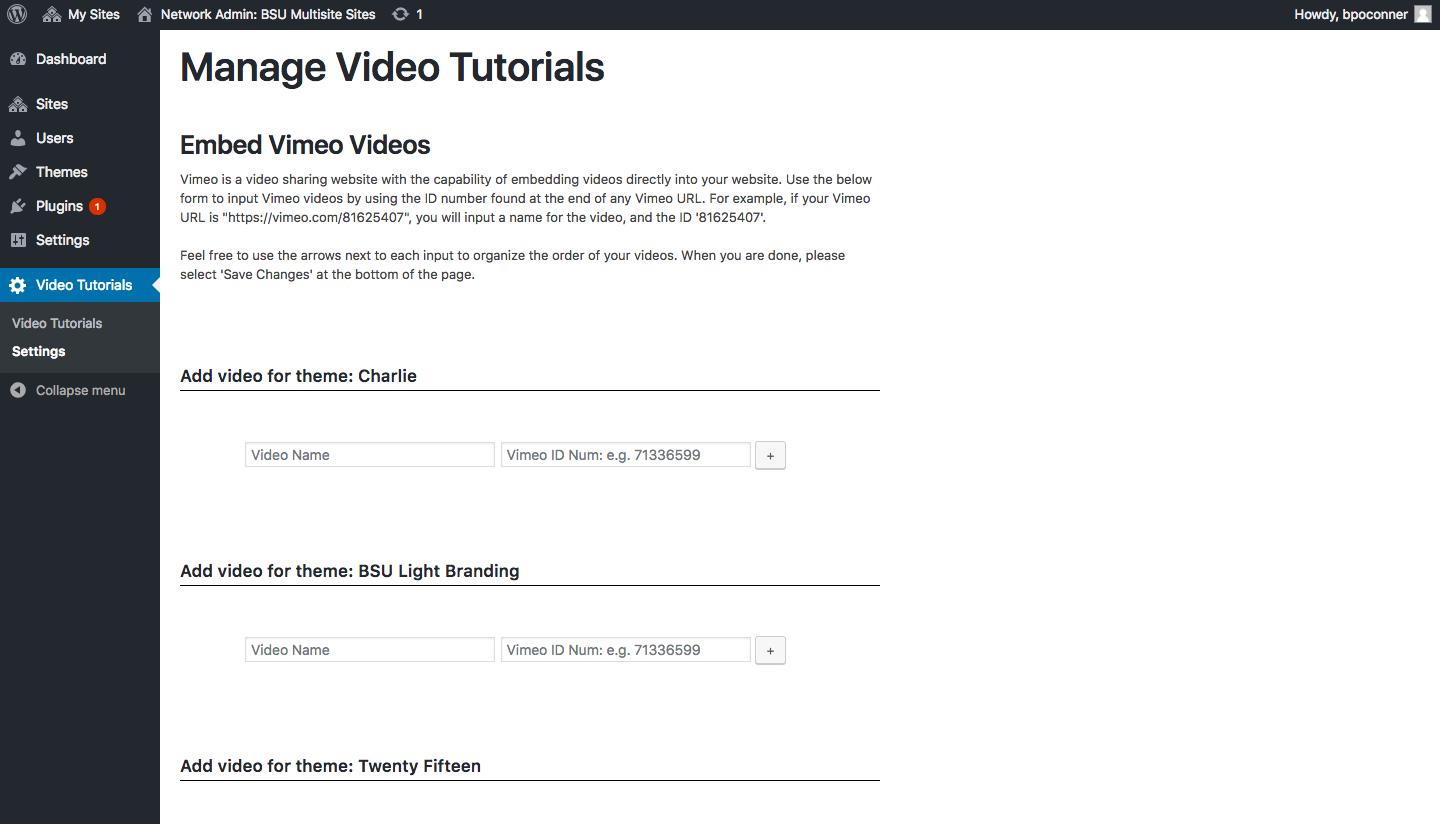 My Sites Network Admin: BSU Multisite Sites 1 Howdy, bpoconner
Dashboard
Sites
Users
Themes
Plugins 1
Settings
Video Tutorials
Video Tutorials
Settings
Collapse menu
Manage Video Tutorials
Embed Vimeo Videos
Vimeo is a video sharing website with the capability of embedding videos directly into your website. Use the below
form to input Vimeo videos by using the ID number found at the end of any Vimeo URL. For example, if your Vimeo
URL is "https://vimeo.com/81625407", you will input a name for the video, and the ID '81625407'.
Feel free to use the arrows next to each input to organize the order of your videos. When you are done, please
select 'Save Changes' at the bottom of the page.
Add video for theme: Charlie
Video Name Vimeo ID Num: e.g. 71336599 +
Add video for theme: BSU Light Branding
Video Name Vimeo ID Num: e.g. 71336599 +
Add video for theme: Twenty Fifteen